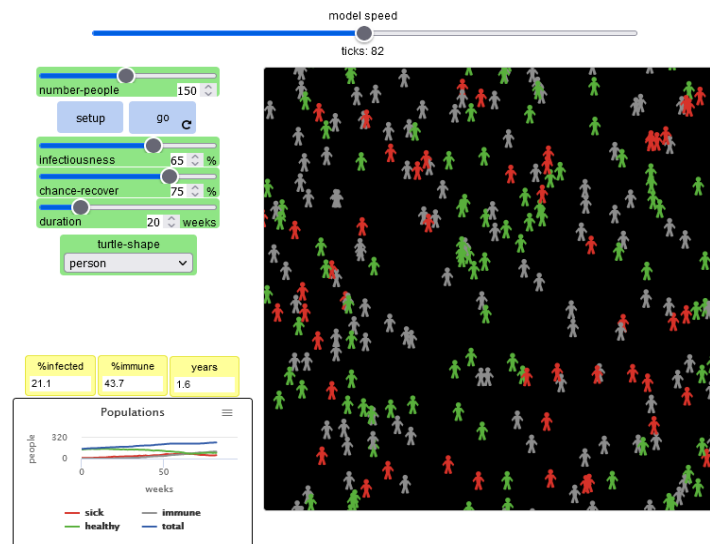 model speed
ticks: 82
number-people 150
setup go
infectiousness 65 %
chance-recover 75 %
duration 20 weeks
turtle-shape
person
%infected %immune years
21.1 43.7 1.6
Populations
people
320
0
0 50
weeks
sick immune
healthy total